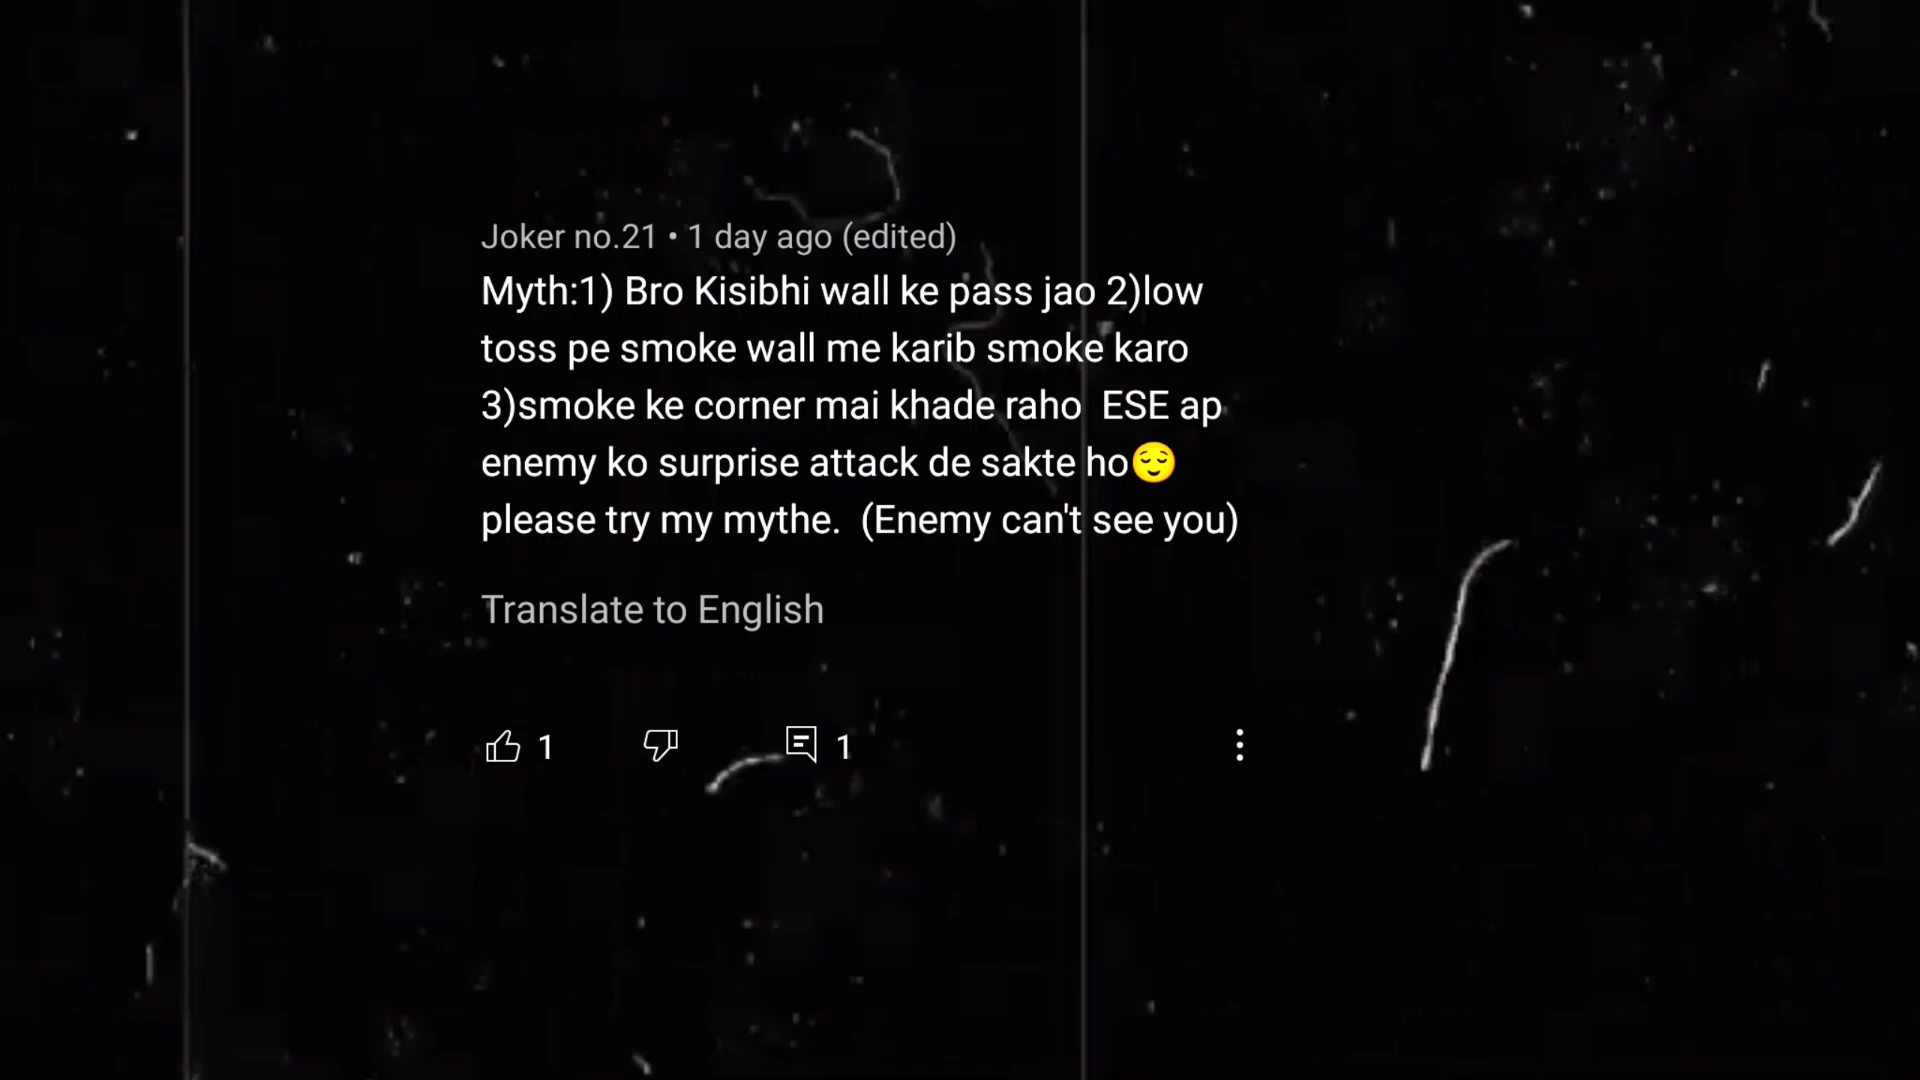 Joker no.21 • 1 day ago (edited)
Myth:1) Bro Kisibhi wall ke pass jao 2)low
toss pe smoke wall me karib smoke karo
3)smoke ke corner mai khade raho  ESE ap
enemy ko surprise attack de sakte ho😌
please try my mythe.  (Enemy can't see you)
Translate to English
1 1